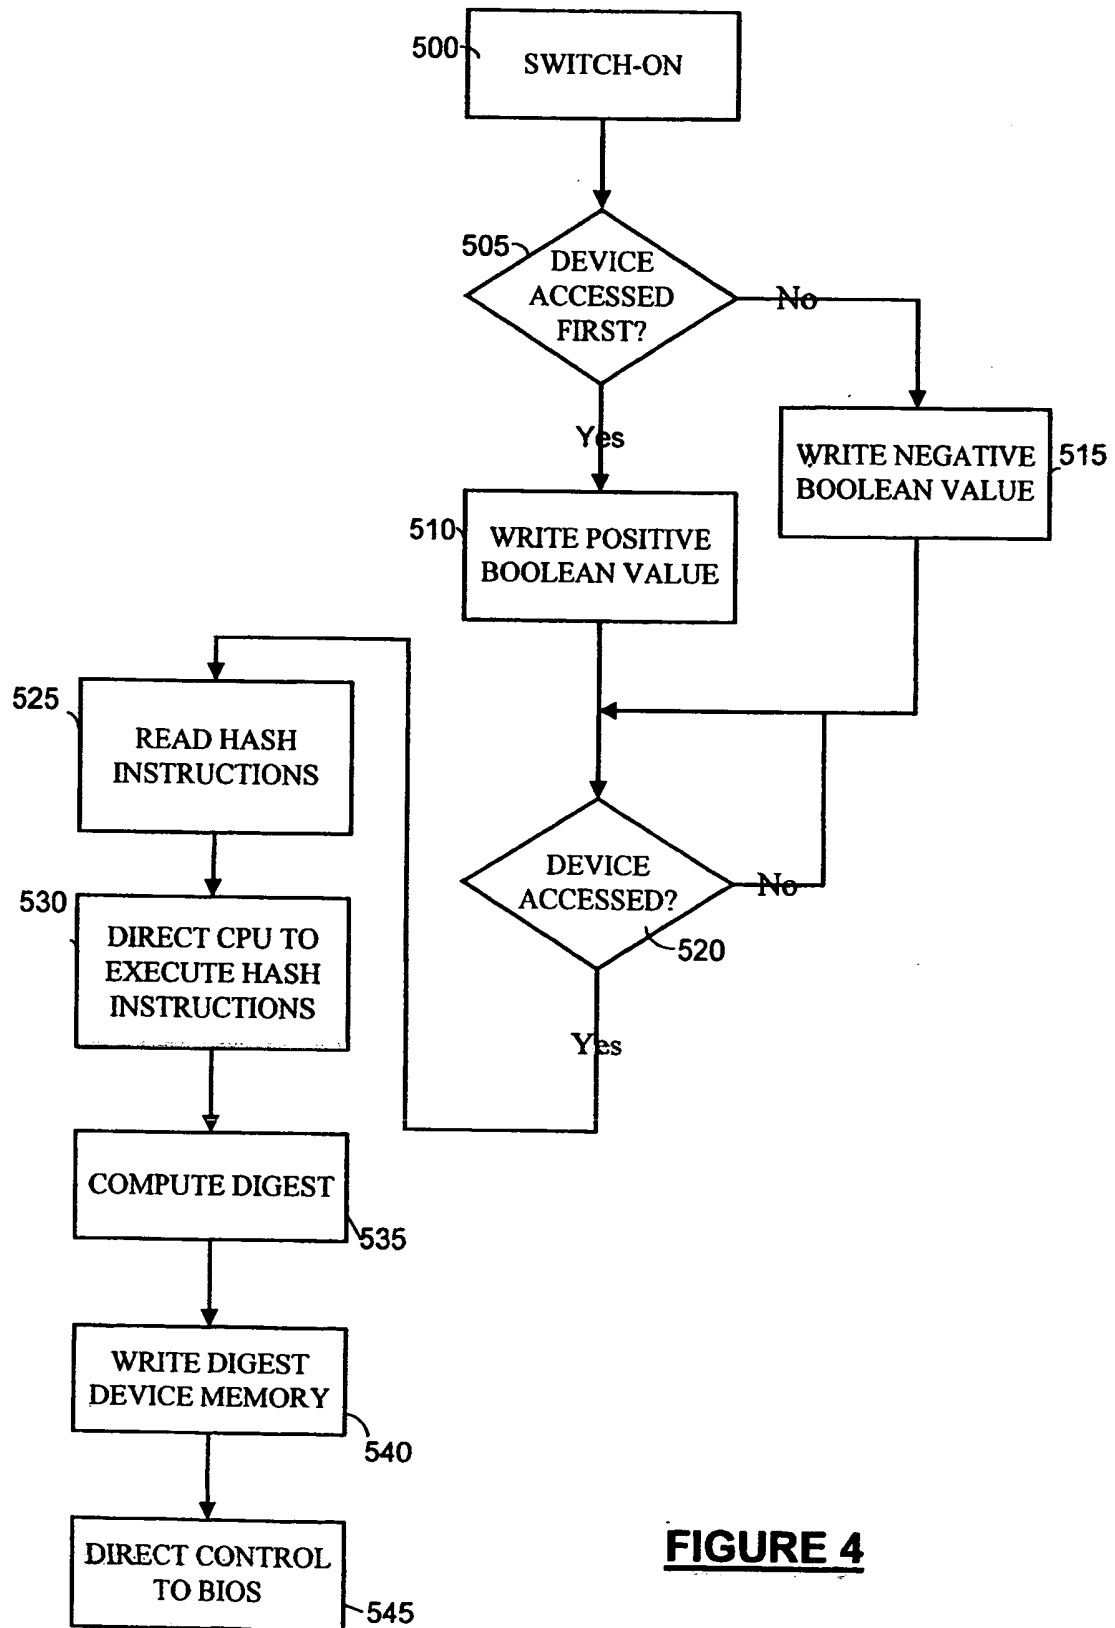 500
SWITCH-ON
505
DEVICE
ACCESSED
FIRST?
No
Yes
WRITE NEGATIVE
BOOLEAN VALUE
515
510
WRITE POSITIVE
BOOLEAN VALUE
525
READ HASH
INSTRUCTIONS
DEVICE
ACCESSED?
No
520
Yes
530
DIRECT CPU TO
EXECUTE HASH
INSTRUCTIONS
COMPUTE DIGEST
535
WRITE DIGEST
DEVICE MEMORY
540
DIRECT CONTROL
TO BIOS
545
FIGURE 4